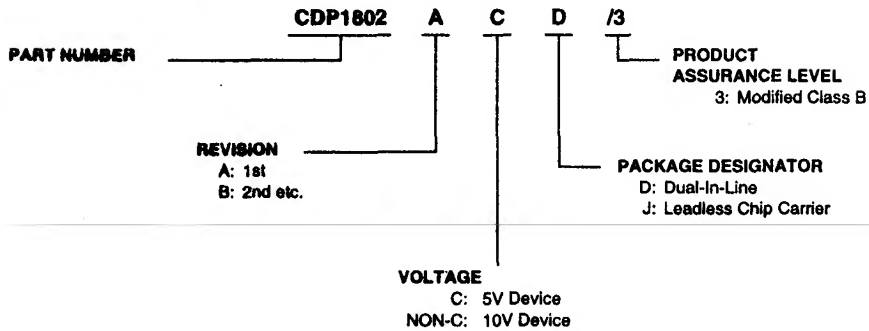 CDP1802 A C D /3
PART NUMBER
PRODUCT
ASSURANCE LEVEL
3: Modified Class B
REVISION
A: 1st
B: 2nd etc.
PACKAGE DESIGNATOR
D: Dual-In-Line
J: Leadless Chip Carrier
VOLTAGE
C: 5V Device
NON-C: 10V Device